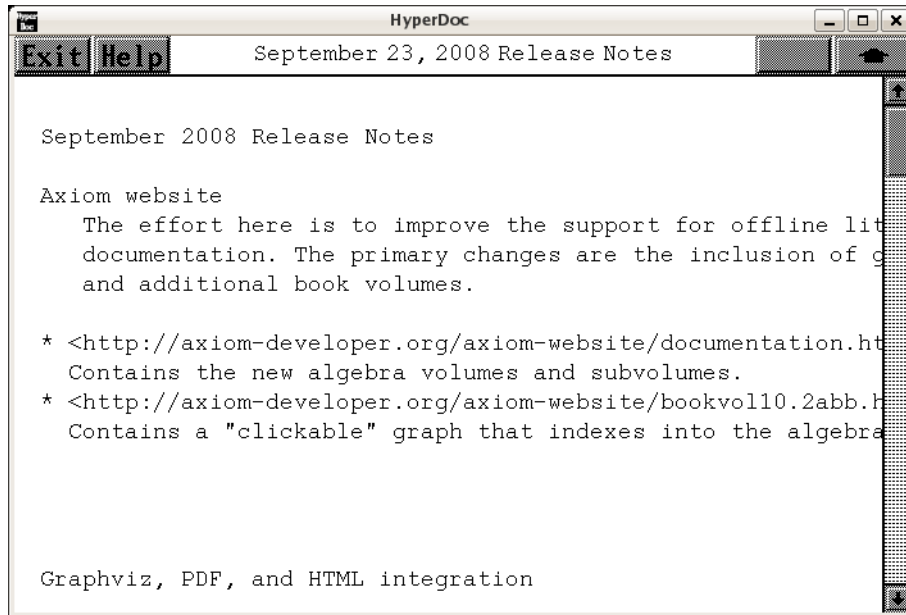 HyperDoc
Exit Help September 23, 2008 Release Notes
September 2008 Release Notes
Axiom website
The effort here is to improve the support for offline lit
documentation. The primary changes are the inclusion of g
and additional book volumes.
* <http://axiom-developer.org/axiom-website/documentation.ht
Contains the new algebra volumes and subvolumes.
* <http://axiom-developer.org/axiom-website/bookvol10.2abb.h
Contains a "clickable" graph that indexes into the algebra
Graphviz, PDF, and HTML integration